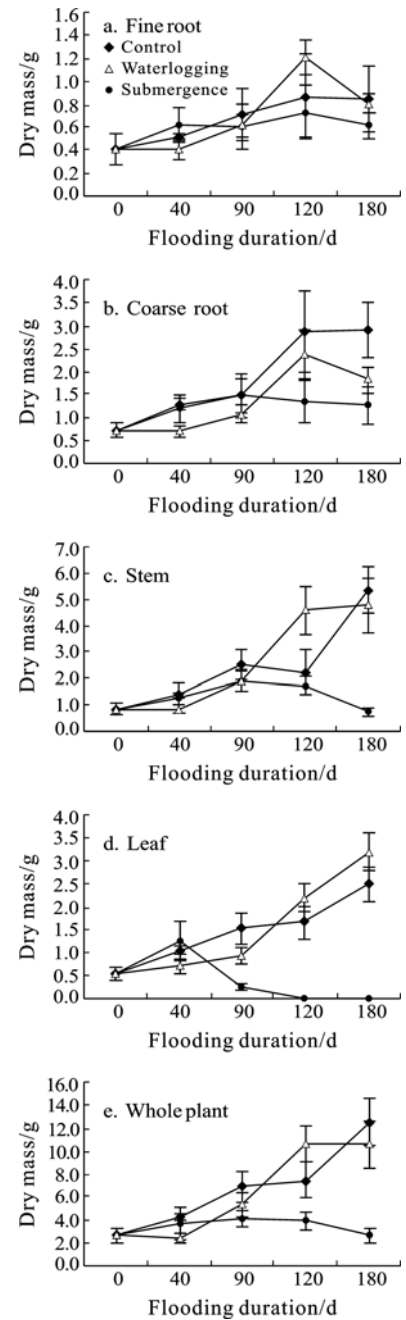 1.6
1.4
1.2
1.0
0.8
0.6
0.4
0.2
0.0
Dry mass/g
a. Fine root
Control
Waterlogging
Submergence
0 40 90 120 180
Flooding duration/d
4.0
3.5
3.0
2.5
2.0
1.5
1.0
0.5
0.0
Dry mass/g
b. Coarse root
0 40 90 120 180
Flooding duration/d
7.0
6.0
5.0
4.0
3.0
2.0
1.0
0.0
Dry mass/g
c. Stem
0 40 90 120 180
Flooding duration/d
4.0
3.5
3.0
2.5
2.0
1.5
1.0
0.5
0.0
Dry mass/g
d. Leaf
0 40 90 120 180
Flooding duration/d
16.0
14.0
12.0
10.0
8.0
6.0
4.0
2.0
0.0
Dry mass/g
e. Whole plant
0 40 90 120 180
Flooding duration/d